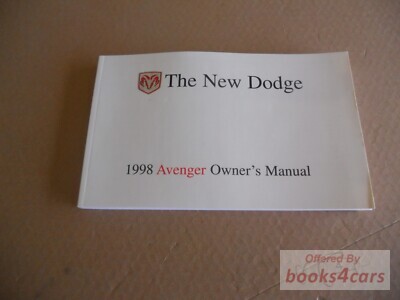 The New Dodge
1998 Avenger Owner's Manual
Offered By
books4cars